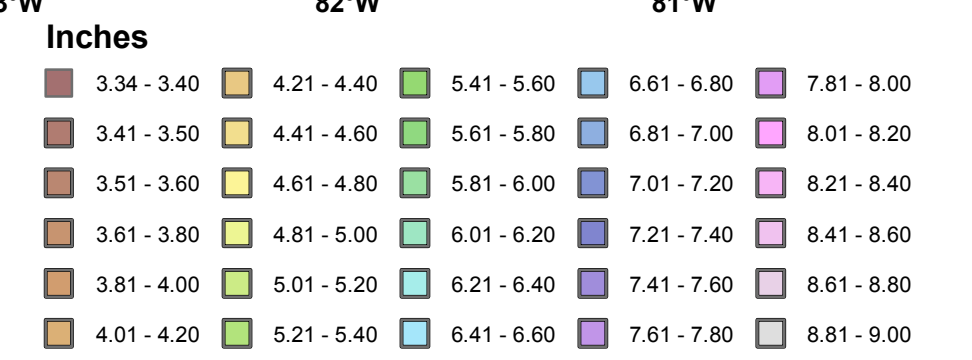 82°W 81°W
Inches
3.34 - 3.40 4.21 - 4.40 5.41 - 5.60 6.61 - 6.80 7.81 - 8.00
3.41 - 3.50 4.41 - 4.60 5.61 - 5.80 6.81 - 7.00 8.01 - 8.20
3.51 - 3.60 4.61 - 4.80 5.81 - 6.00 7.01 - 7.20 8.21 - 8.40
3.61 - 3.80 4.81 - 5.00 6.01 - 6.20 7.21 - 7.40 8.41 - 8.60
3.81 - 4.00 5.01 - 5.20 6.21 - 6.40 7.41 - 7.60 8.61 - 8.80
4.01 - 4.20 5.21 - 5.40 6.41 - 6.60 7.61 - 7.80 8.81 - 9.00